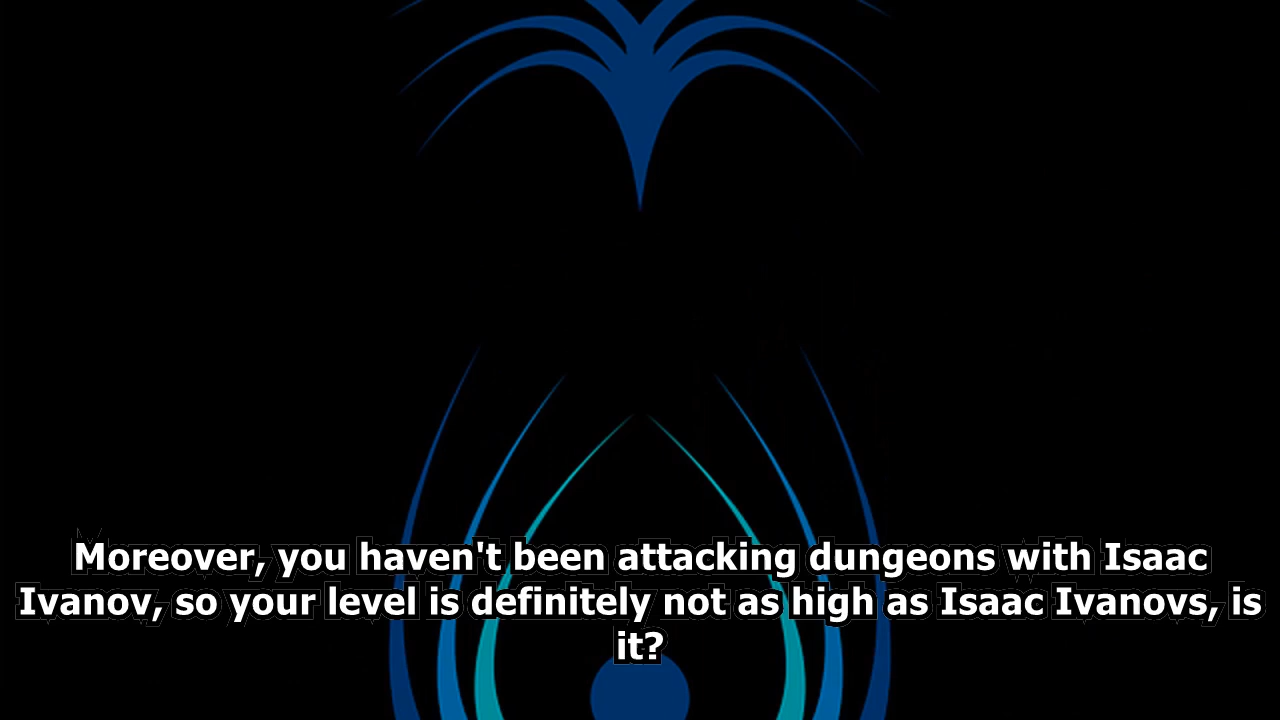 Moreover, you haven't been attacking dungeons with Isaac
Ivanov, so your level is definitely not as high as Isaac Ivanovs, is
it?